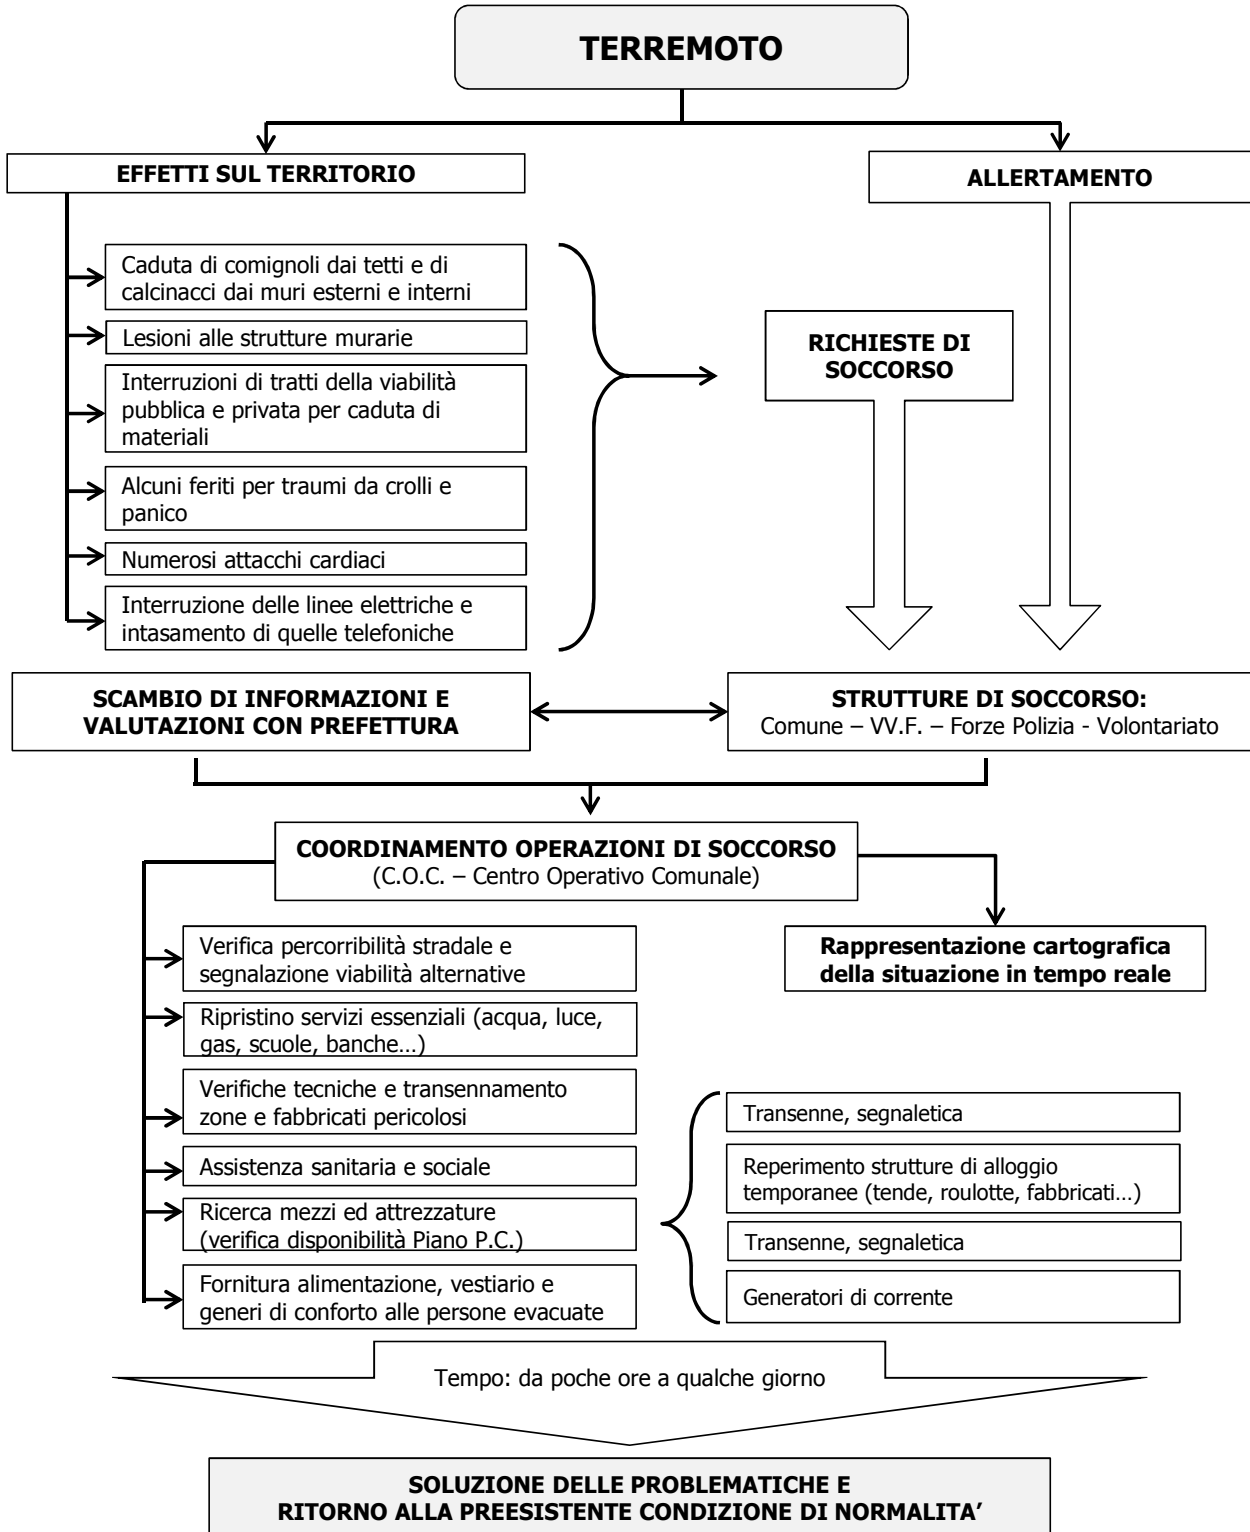 TERREMOTO
EFFETTI SUL TERRITORIO
ALLERTAMENTO
Caduta di comignoli dai tetti e di
calcinacci dai muri esterni e interni
Lesioni alle strutture murarie
Interruzioni di tratti della viabilità
pubblica e privata per caduta di
materiali
Alcuni feriti per traumi da crolli e
panico
Numerosi attacchi cardiaci
Interruzione delle linee elettriche e
intasamento di quelle telefoniche
RICHIESTE DI
SOCCORSO
SCAMBIO DI INFORMAZIONI E
VALUTAZIONI CON PREFETTURA
STRUTTURE DI SOCCORSO:
Comune – VV.F. – Forze Polizia - Volontariato
COORDINAMENTO OPERAZIONI DI SOCCORSO
(C.O.C. – Centro Operativo Comunale)
Verifica percorribilità stradale e
segnalazione viabilità alternative
Ripristino servizi essenziali (acqua, luce,
gas, scuole, banche…)
Verifiche tecniche e transennamento
zone e fabbricati pericolosi
Assistenza sanitaria e sociale
Ricerca mezzi ed attrezzature
(verifica disponibilità Piano P.C.)
Fornitura alimentazione, vestiario e
generi di conforto alle persone evacuate
Rappresentazione cartografica
della situazione in tempo reale
Transenne, segnaletica
Reperimento strutture di alloggio
temporanee (tende, roulotte, fabbricati…)
Transenne, segnaletica
Generatori di corrente
Tempo: da poche ore a qualche giorno
SOLUZIONE DELLE PROBLEMATICHE E
RITORNO ALLA PREESISTENTE CONDIZIONE DI NORMALITA’